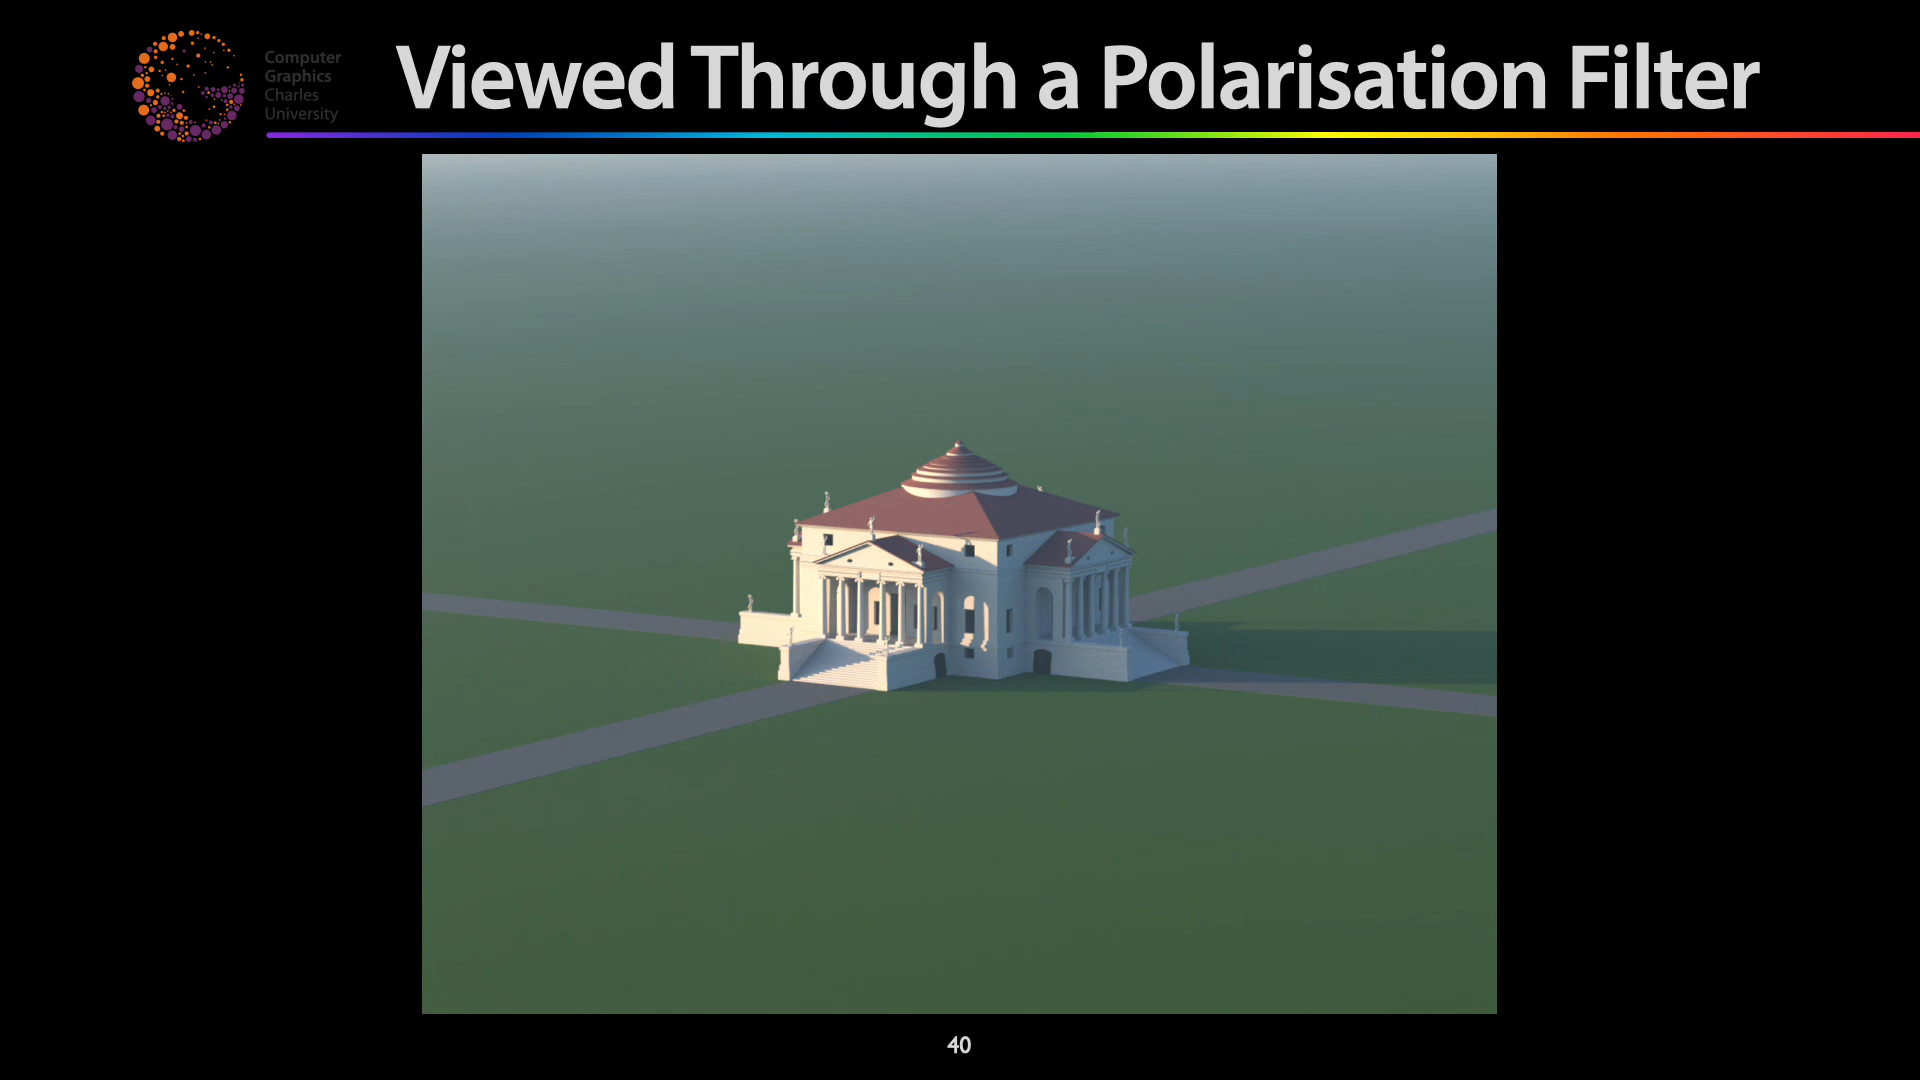 Computer
Graphics
Charles
University
Viewed Through a Polarisation Filter
40